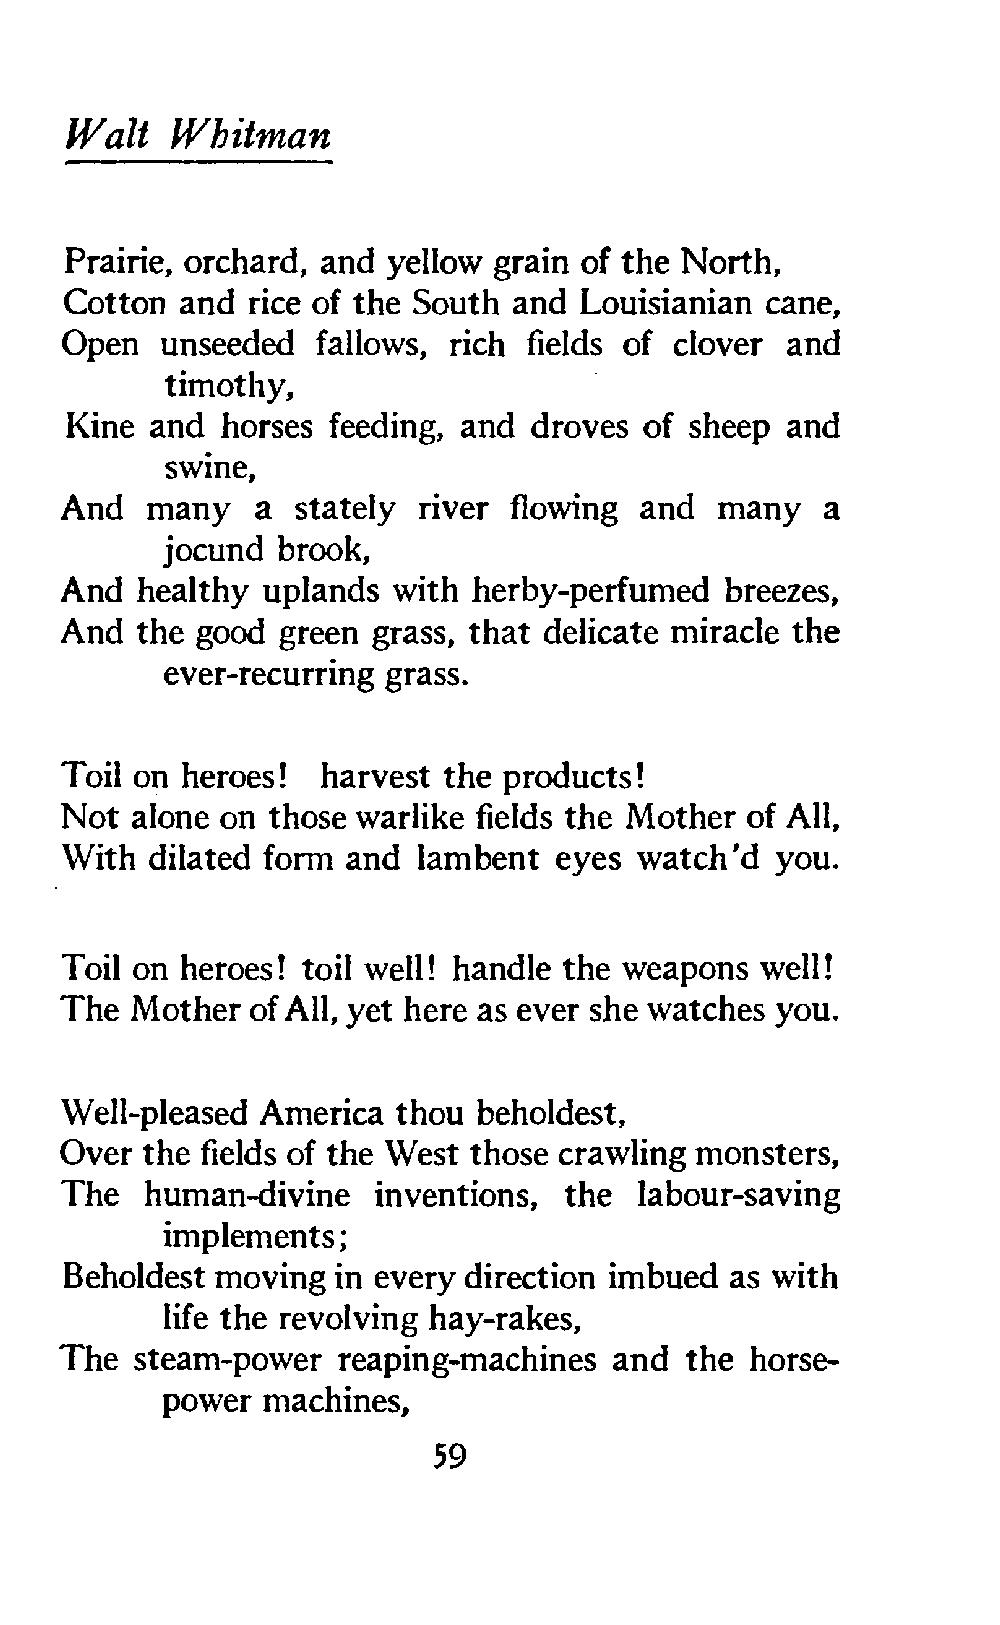 Walt Whitman
Prairie, orchard, and yellow grain of the North,
Cotton and rice of the South and Louisianian cane,
Open unseeded fallows, rich fields of clover and
timothy,
Kine and horses feeding, and droves of sheep and
swine,
And many a stately river flowing and many a
jocund brook,
And healthy uplands with herby-perfumed breezes,
And the good green grass, that delicate miracle the
ever-recurring grass.
Toil on heroes! harvest the products!
Not alone on those warlike fields the Mother of All,
With dilated form and lambent eyes watch'd you.
Toil on heroes! toil well! handle the weapons well!
The Mother of All, yet here as ever she watches you.
Well-pleased America thou beholdest,
Over the fields of the West those crawling monsters,
The human-divine inventions, the labour-saving
implements;
Beholdest moving in every direction imbued as with
life the revolving hay-rakes,
The steam-power reaping-machines and the horse-
power machines,
59